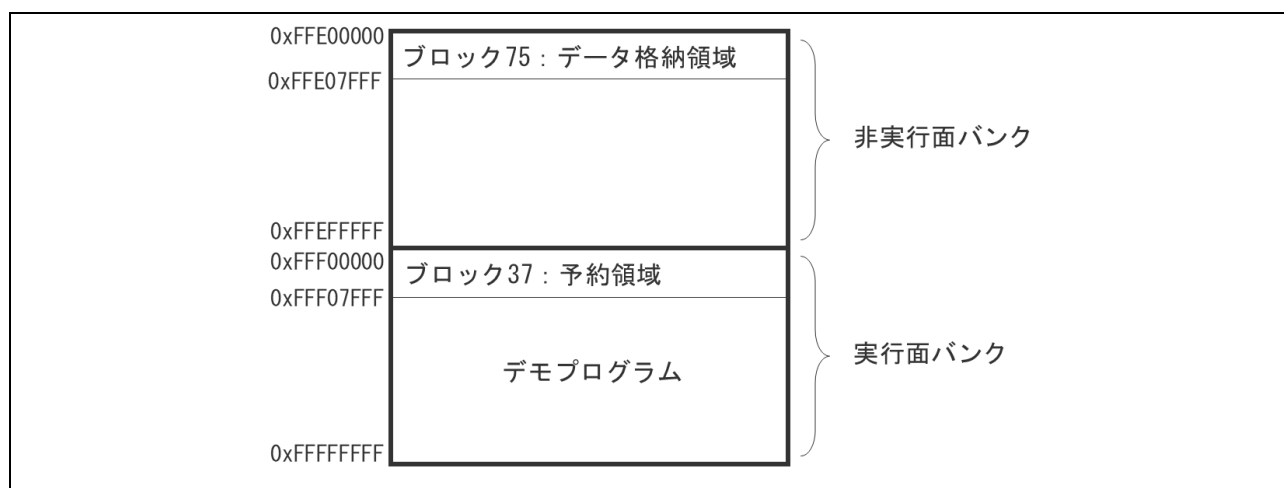 0xFFE00000
ブロック75：データ格納領域
0xFFE07FFF
非実行面バンク
0xFFEFFFFF
0xFFF00000
ブロック37：予約領域
0xFFF07FFF
実行面バンク
デモプログラム
0xFFFFFFFF